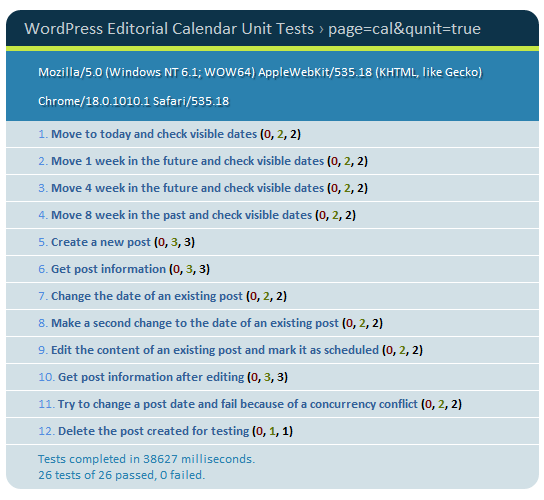 WordPress Editorial Calendar Unit Tests › page=cal&qunit=true
Mozilla/5.0 (Windows NT 6.1; WOW64) AppleWebKit/535.18 (KHTML, like Gecko)
Chrome/18.0.1010.1 Safari/535.18
1. Move to today and check visible dates (0, 2, 2)
2. Move 1 week in the future and check visible dates (0, 2, 2)
3. Move 4 week in the future and check visible dates (0, 2, 2)
4. Move 8 week in the past and check visible dates (0, 2, 2)
5. Create a new post (0, 3, 3)
6. Get post information (0, 3, 3)
7. Change the date of an existing post (0, 2, 2)
8. Make a second change to the date of an existing post (0, 2, 2)
9. Edit the content of an existing post and mark it as scheduled (0, 2, 2)
10. Get post information after editing (0, 3, 3)
11. Try to change a post date and fail because of a concurrency conflict (0, 2, 2)
12. Delete the post created for testing (0, 1, 1)
Tests completed in 38627 milliseconds.
26 tests of 26 passed, 0 failed.